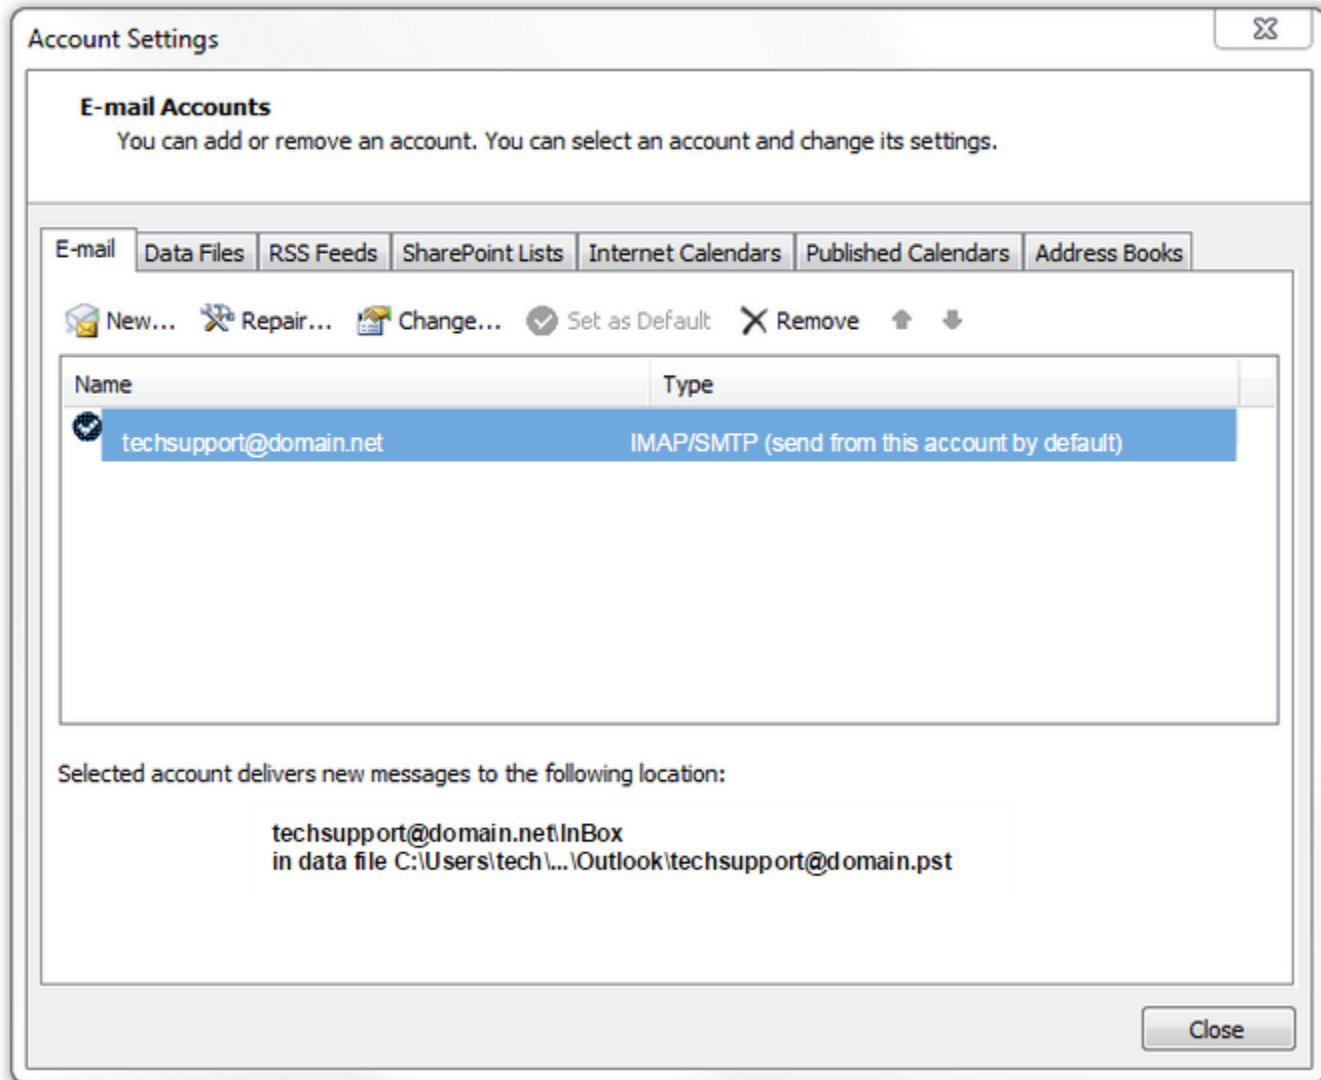 Account Settings
E-mail Accounts
You can add or remove an account. You can select an account and change its settings.
E-mail Data Files RSS Feeds SharePoint Lists Internet Calendars Published Calendars Address Books
New... Repair... Change... Set as Default Remove
Name Type
techsupport@domain.net IMAP/SMTP (send from this account by default)
Selected account delivers new messages to the following location:
techsupport@domain.net\InBox
in data file C:\Users\tech\...\Outlook\techsupport@domain.pst
Close